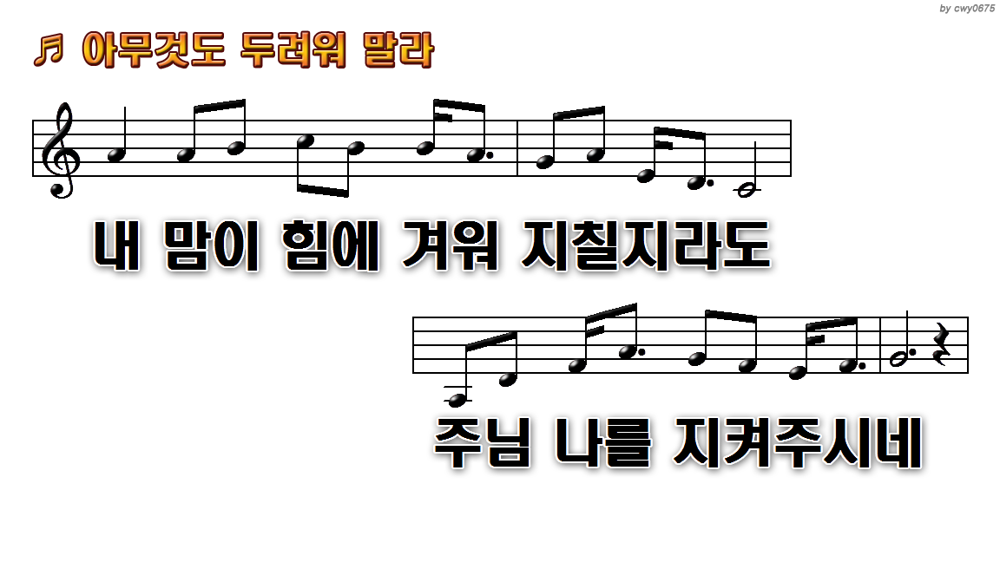 by cwy0675
♬ 아무것도 두려워 말라
내 맘이 힘에 겨워 지칠지라도
주님 나를 지켜주시네